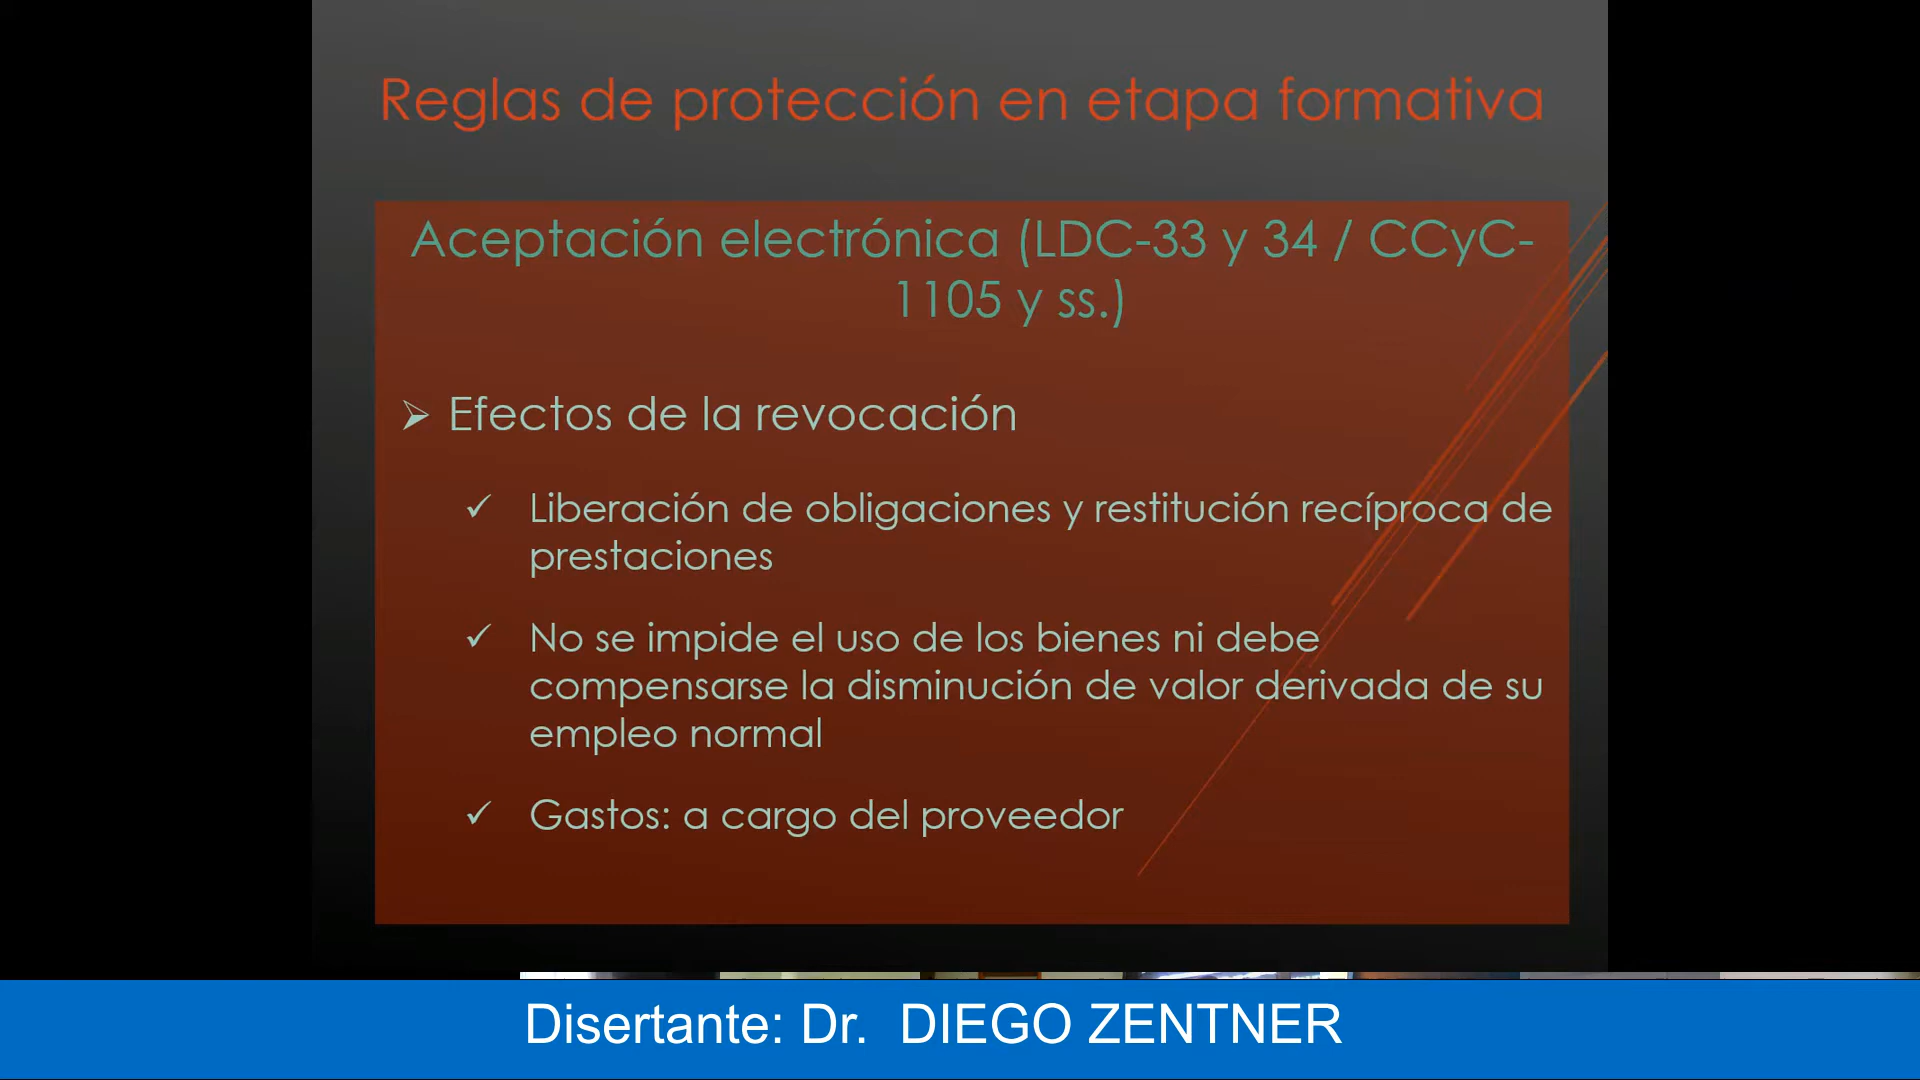 Reglas de protección en etapa formativa
Aceptación electrónica (LDC-33 y 34 / CCyC-
1105 y ss.)
Efectos de la revocación
Liberación de obligaciones y restitución recíproca de
prestaciones
No se impide el uso de los bienes ni debe
compensarse la disminución de valor derivada de su
empleo normal
Gastos: a cargo del proveedor
Disertante: Dr. DIEGO ZENTNER